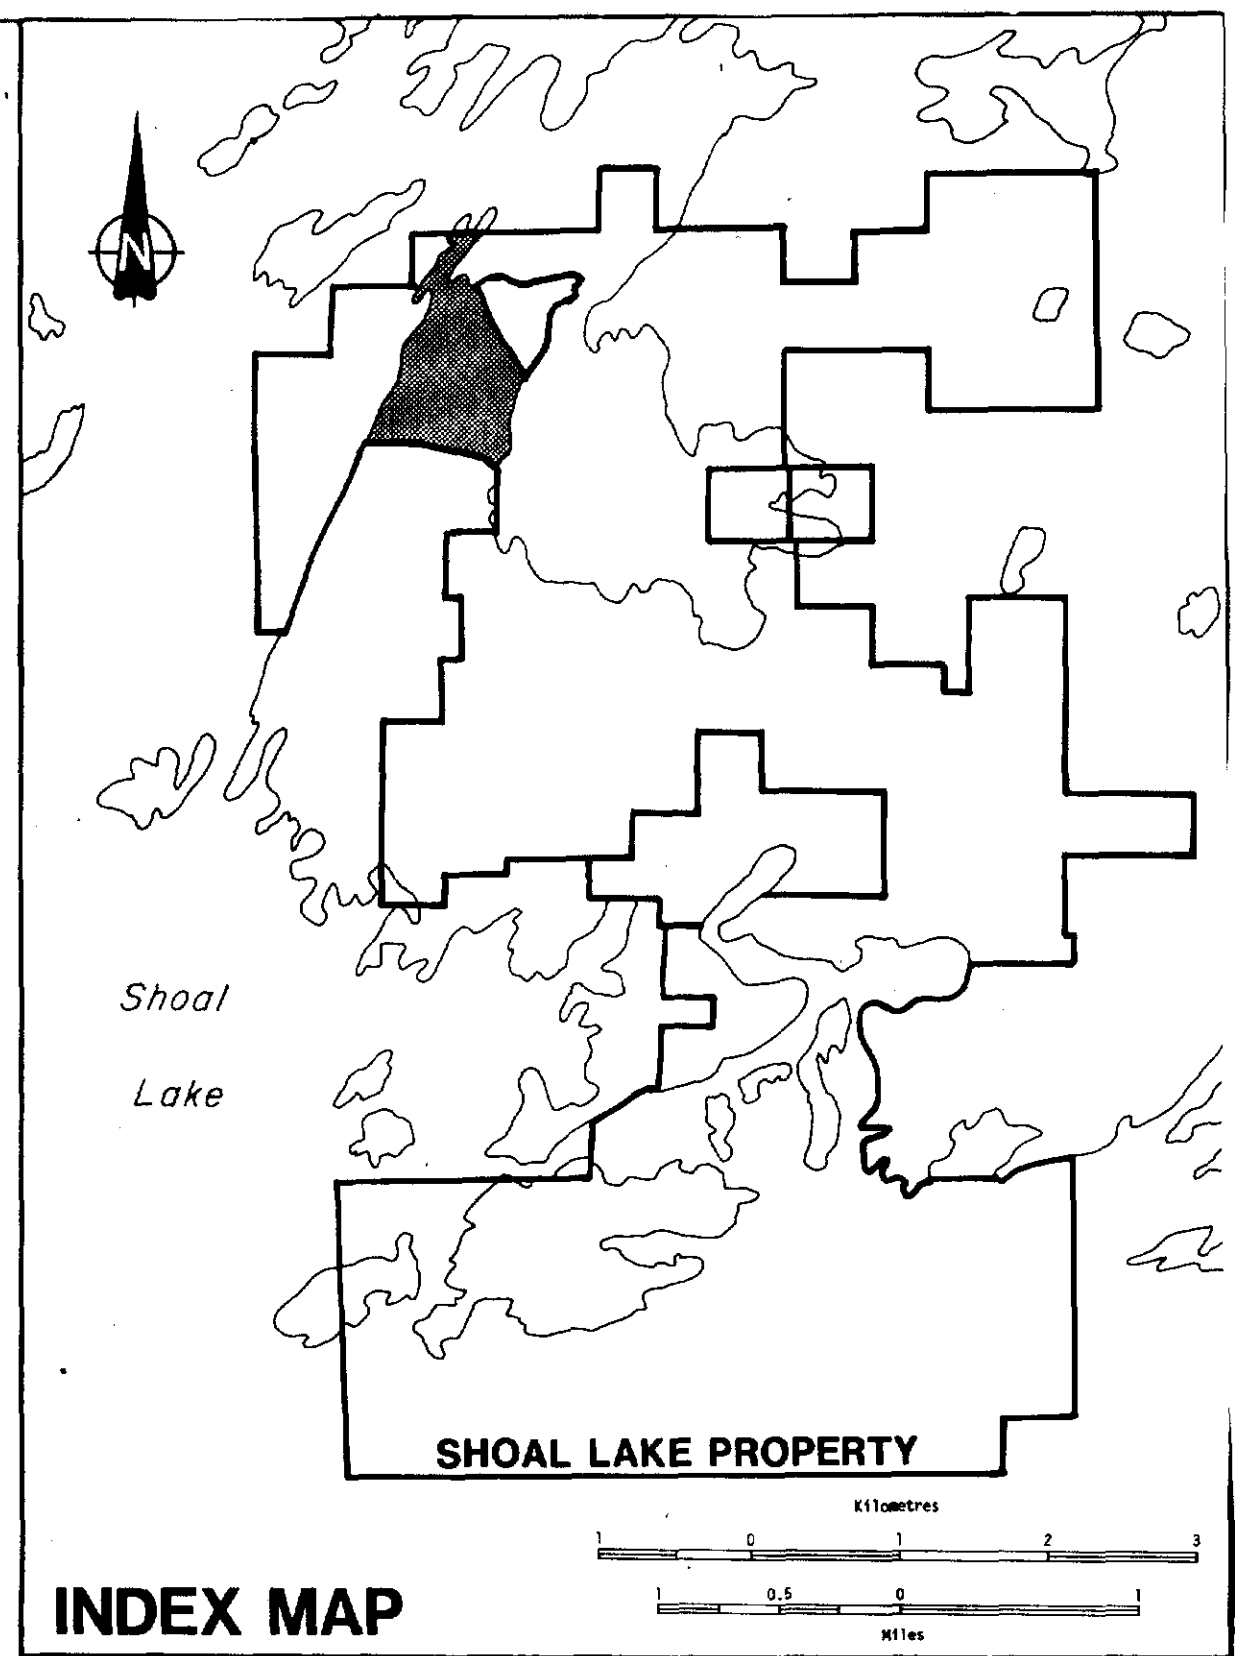 N
Shoal
Lake
SHOAL LAKE PROPERTY
Kilometres
1 0 1 2 3
1 0.5 0 1
Miles
INDEX MAP